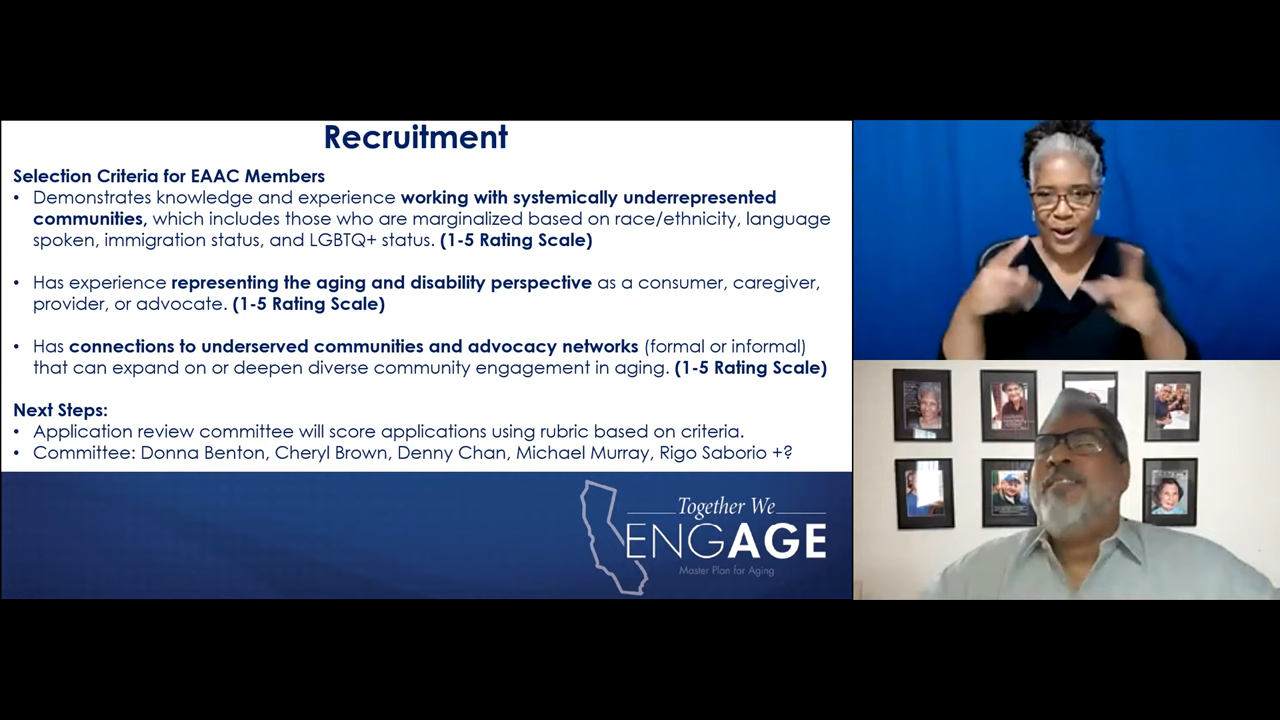 Recruitment
Selection Criteria for EAAC Members
• Demonstrates knowledge and experience working with systemically underrepresented
communities, which includes those who are marginalized based on race/ethnicity, language
spoken, immigration status, and LGBTQ+ status. (1-5 Rating Scale)
• Has experience representing the aging and disability perspective as a consumer, caregiver,
provider, or advocate. (1-5 Rating Scale)
• Has connections to underserved communities and advocacy networks (formal or informal)
that can expand on or deepen diverse community engagement in aging. (1-5 Rating Scale)
Next Steps:
• Application review committee will score applications using rubric based on criteria.
• Committee: Donna Benton, Cheryl Brown, Denny Chan, Michael Murray, Rigo Saborio +?
Together We
ENGAGE
Master Plan for Aging